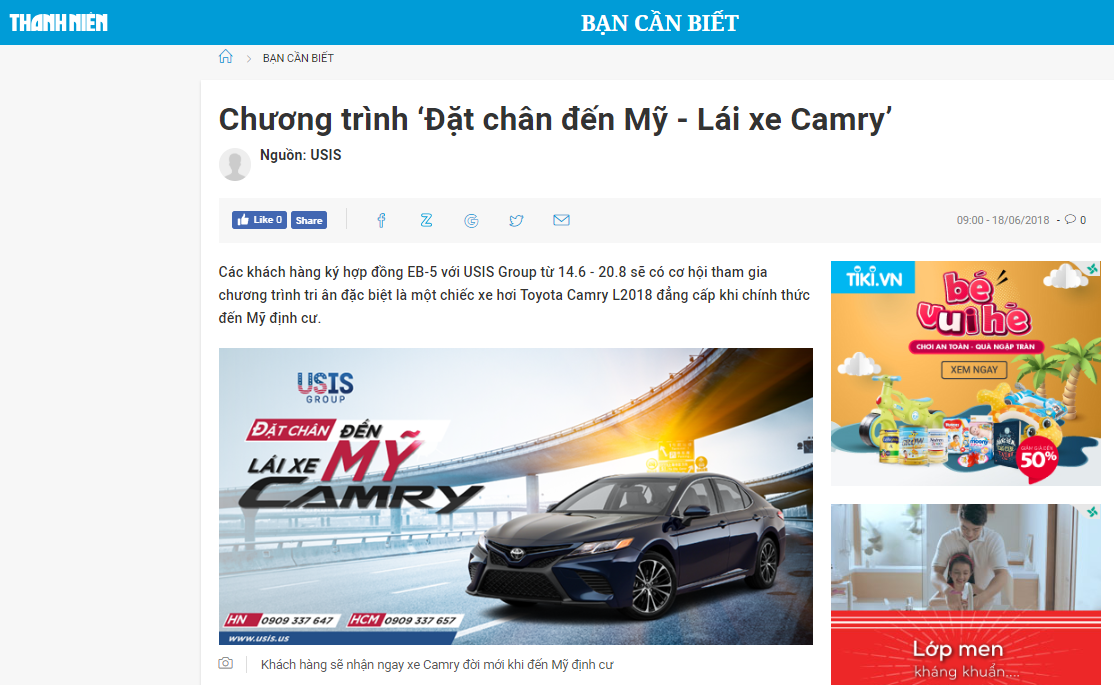 THANH NIÊN
BẠN CẦN BIẾT
BẠN CẦN BIẾT
Chương trình ‘Đặt chân đến Mỹ - Lái xe Camry’
Nguồn: USIS
Like 0
Share
09:00 - 18/06/2018 - 0
Các khách hàng ký hợp đồng EB-5 với USIS Group từ 14.6 - 20.8 sẽ có cơ hội tham gia
chương trình tri ân đặc biệt là một chiếc xe hơi Toyota Camry L2018 đẳng cấp khi chính thức
đến Mỹ định cư.
USIS
GROUP
ĐẶT CHÂN ĐẾN
MỸ
LÁI XE
CAMRY
HN 0909 337 647 HCM 0909 337 657
www.usis.us
Khách hàng sẽ nhận ngay xe Camry đời mới khi đến Mỹ định cư
TIKI.VN
bé
vui hè
CHƠI AN TOÀN - QUÀ NGẬP TRÀN
XEM NGAY
GIẢM GIÁ ĐẾN
50%
Lớp men
kháng khuẩn....